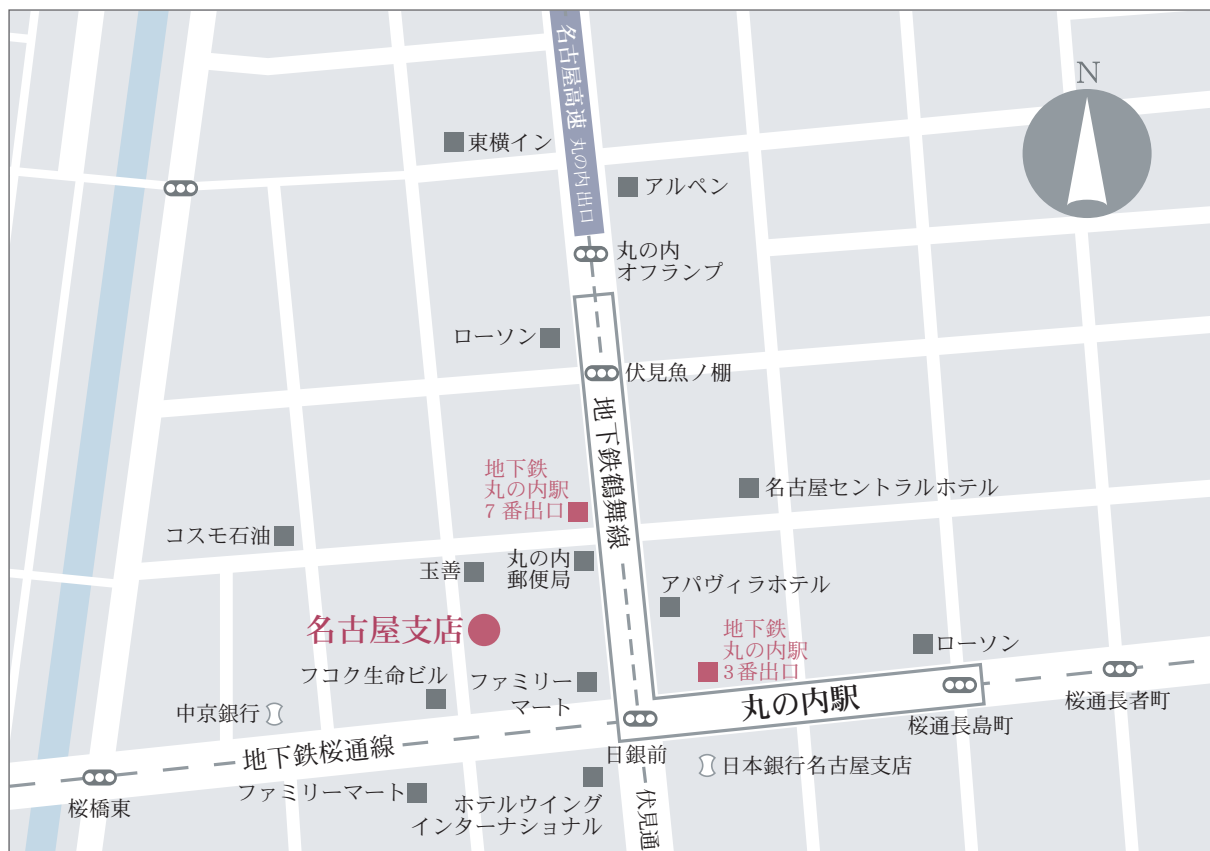 N
名古屋高速 丸の内 出口
東横イン
アルペン
丸の内
オフランプ
ローソン
伏見魚ノ棚
地下鉄鶴舞線
地下鉄
丸の内駅
7 番出口
名古屋セントラルホテル
コスモ石油
玉善
丸の内
郵便局
アパヴィラホテル
名古屋支店
地下鉄
丸の内駅
3番出口
ローソン
フコク生命ビル
ファミリー
マート
中京銀行
丸の内駅
桜通長者町
桜通長島町
地下鉄桜通線
日銀前
日本銀行名古屋支店
桜橋東
ファミリーマート
ホテルウイング
インターナショナル
伏見通